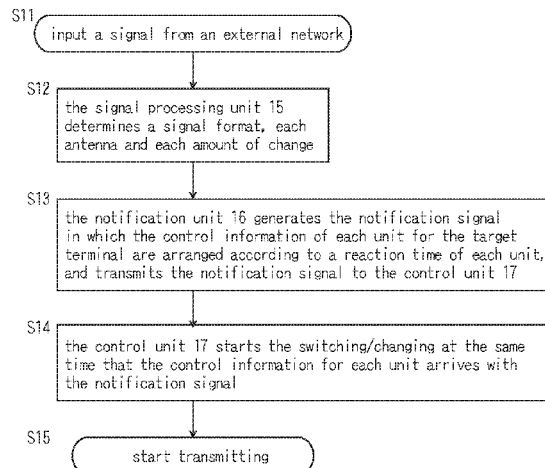 S11
input a signal from an external network
S12
the signal processing unit 15
determines a signal format, each
antenna and each amount of change
S13
the notification unit 16 generates the notification signal
in which the control information of each unit for the target
terminal are arranged according to a reaction time of each unit,
and transmits the notification signal to the control unit 17
S14
the control unit 17 starts the switching/changing at the same
time that the control information for each unit arrives with
the notification signal
S15
start transmitting